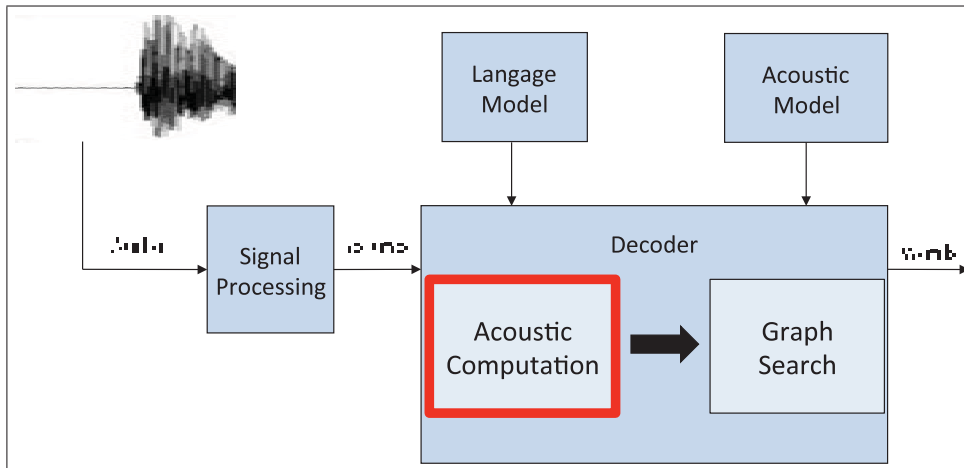 Langage
Model
Acoustic
Model
Signal
Processing
Decoder
Acoustic
Computation
Graph
Search